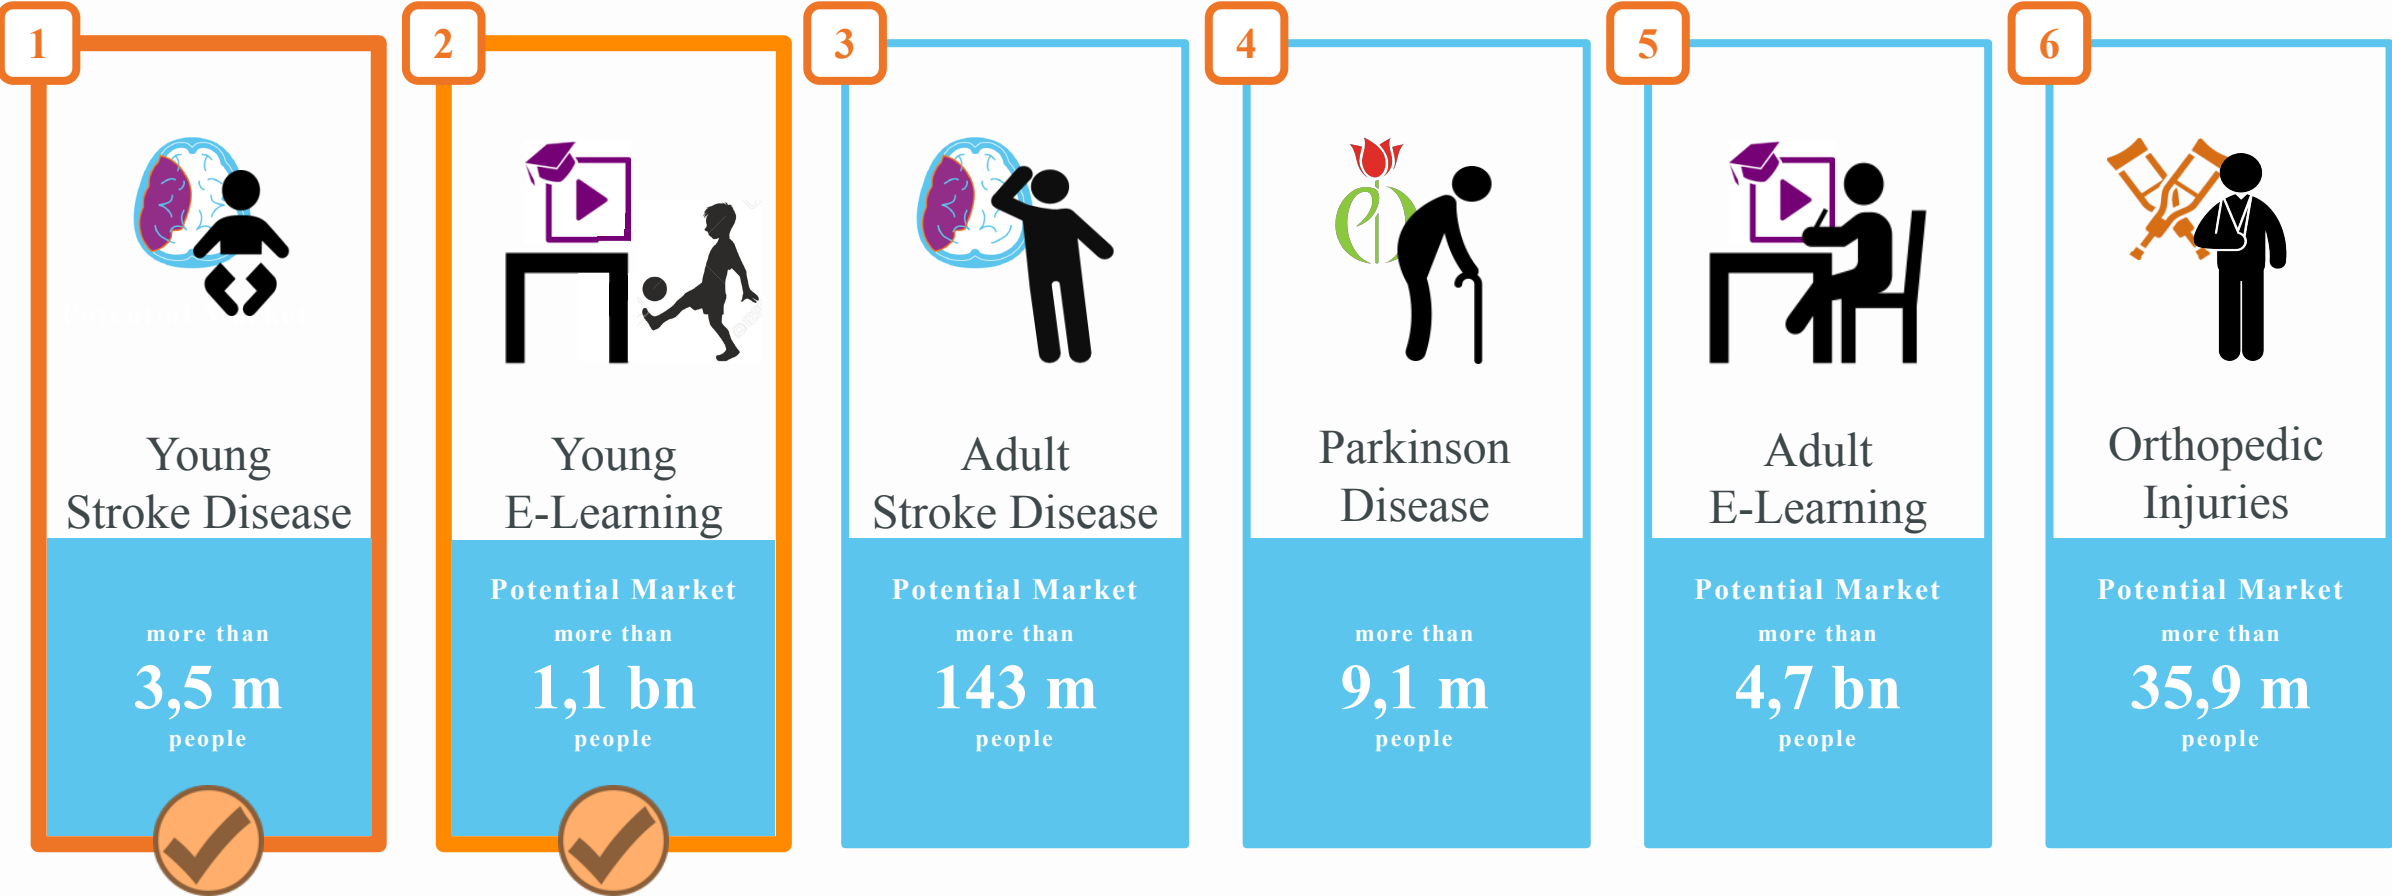 1
Young
Stroke Disease
Potential Market
more than
3,5 m
people
2
Young
E-Learning
Potential Market
more than
1,1 bn
people
3
Adult
Stroke Disease
Potential Market
more than
143 m
people
4
Parkinson
Disease
more than
9,1 m
people
5
Adult
E-Learning
Potential Market
more than
4,7 bn
people
6
Orthopedic
Injuries
Potential Market
more than
35,9 m
people